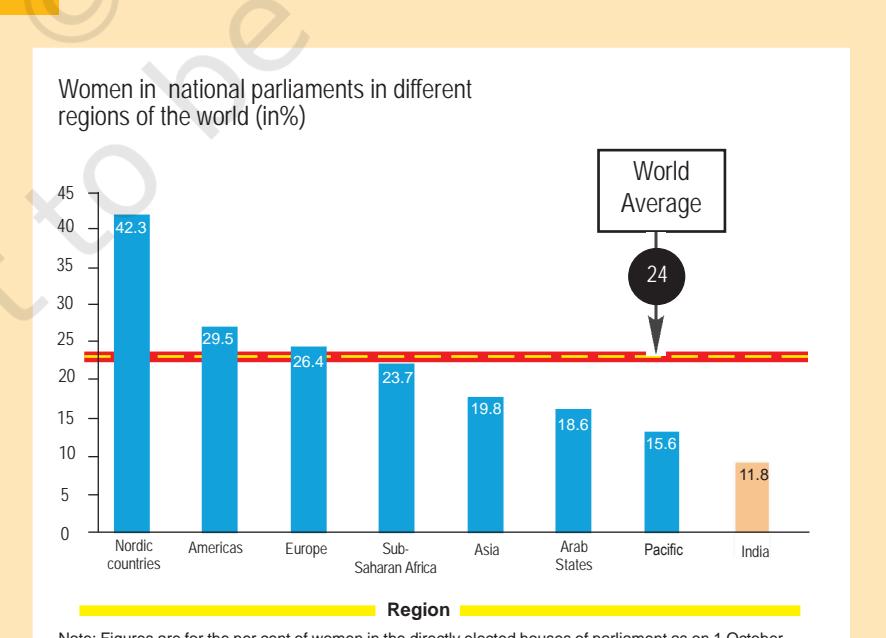 ©
t to be
Women in national parliaments in different
regions of the world (in%)
World
Average
24
45
40
35
30
25
20
15
10
5
0
42.3
29.5
26.4
23.7
19.8
18.6
15.6
11.8
Nordic
countries
Americas
Europe
Sub-
Saharan Africa
Asia
Arab
States
Pacific
India
Region
Note: Figures are for the per cent of women in the directly elected houses of parliament as on 1 October